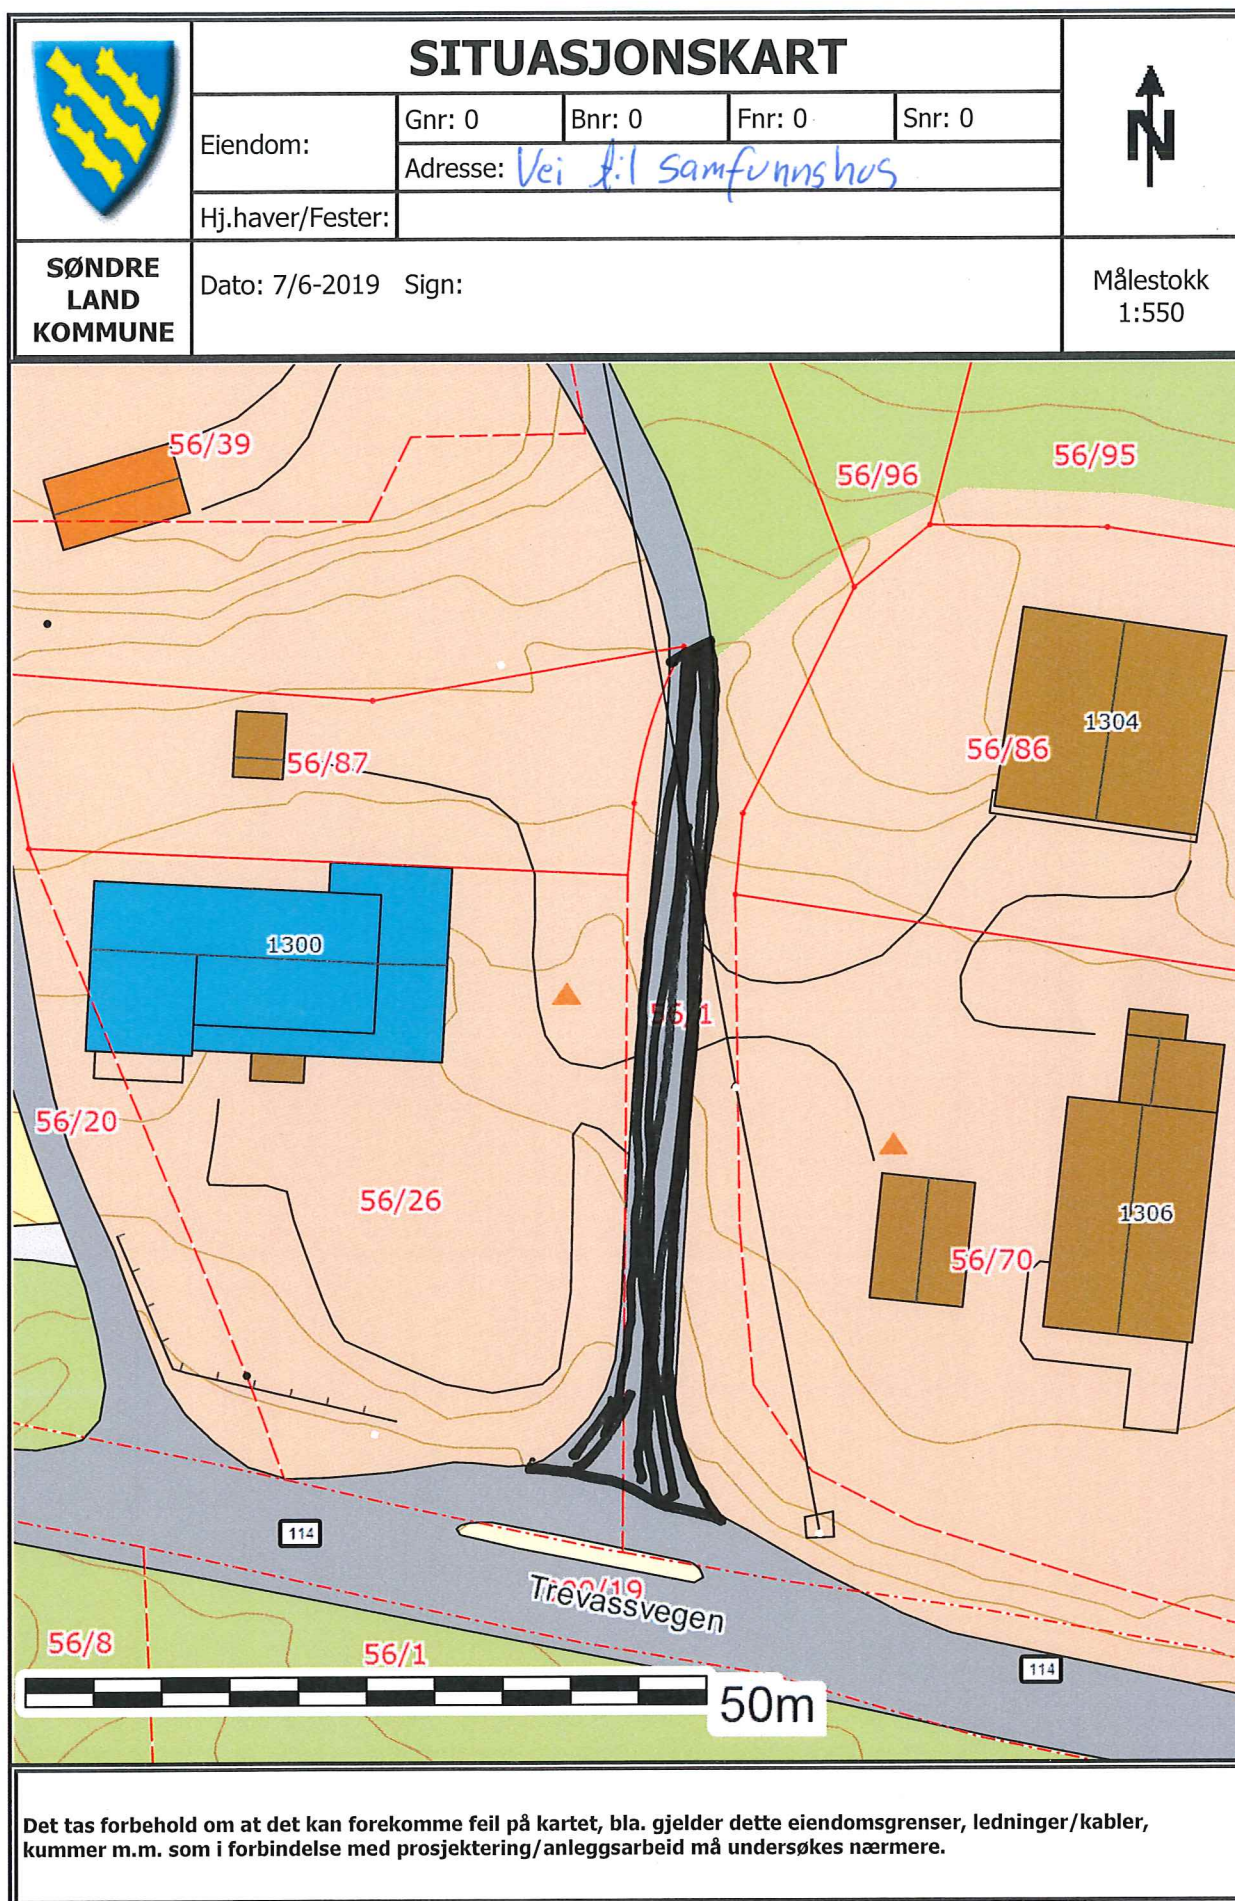 SITUASJONSKART
Eiendom:
Gnr: 0
Bnr: 0
Fnr: 0
Snr: 0
Adresse: Vei til samfunnshus
Hj.haver/Fester:
N
SØNDRE
LAND
KOMMUNE
Dato: 7/6-2019 Sign:
Målestokk
1:550
56/39
56/96
56/95
1304
56/86
56/87
1300
56/1
56/20
56/26
1306
56/70
114
Trevassvegen
56/8
56/1
114
50m
Det tas forbehold om at det kan forekomme feil på kartet, bla. gjelder dette eiendomsgrenser, ledninger/kabler,
kummer m.m. som i forbindelse med prosjektering/anleggsarbeid må undersøkes nærmere.